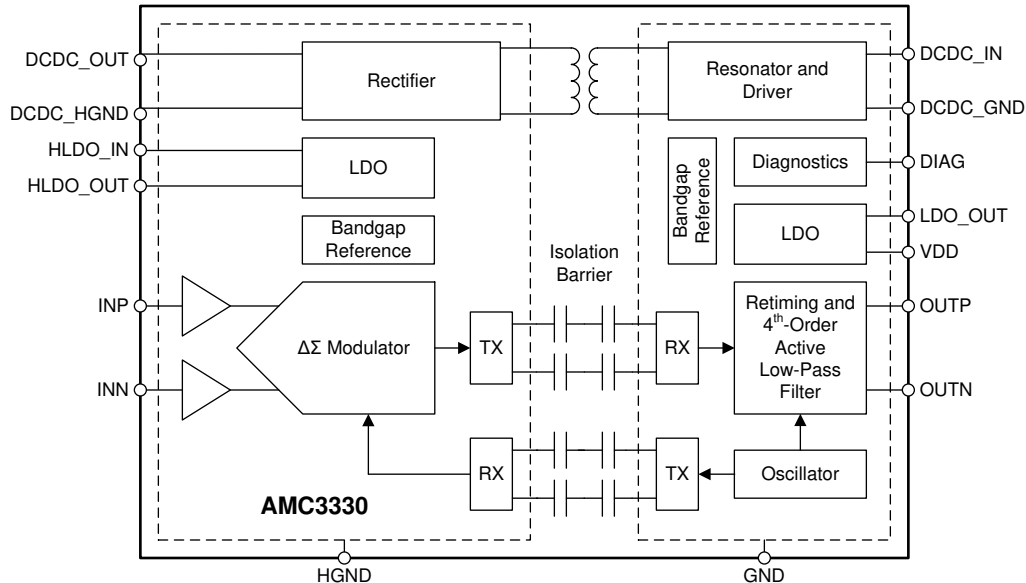 DCDC_OUT
DCDC_HGND
HLDO_IN
HLDO_OUT
INP
INN
Rectifier
LDO
Bandgap
Reference
ΔΣ Modulator
TX
RX
AMC3330
HGND
Isolation
Barrier
Resonator and
Driver
Bandgap
Reference
Diagnostics
LDO
RX
Retiming and
4th-Order
Active
Low-Pass
Filter
TX
Oscillator
GND
DCDC_IN
DCDC_GND
DIAG
LDO_OUT
VDD
OUTP
OUTN